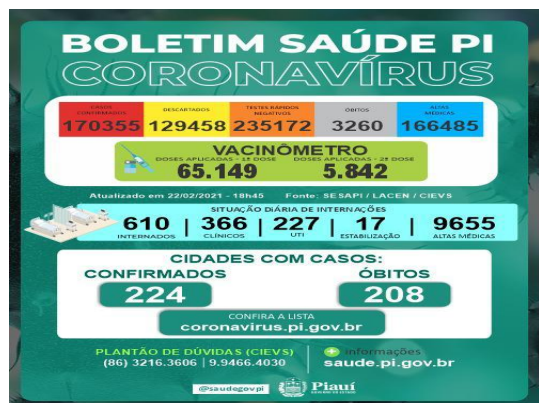 BOLETIM SAÚDE PI
CORONAVÍRUS
CASOS CONFIRMADOS
170355
DESCARTADOS
129458
TESTES RÁPIDOS NEGATIVOS
235172
ÓBITOS
3260
ALTAS MÉDICAS
166485
VACINÔMETRO
DOSES APLICADAS - 1ª DOSE DOSES APLICADAS - 2ª DOSE
65.149 5.842
Atualizado em 22/02/2021 - 18h45 Fonte: SESAPI / LACEN / CIEVS
SITUAÇÃO DIÁRIA DE INTERNAÇÕES
610 | 366 | 227 | 17 | 9655
INTERNADOS CLÍNICOS UTI ESTABILIZAÇÃO ALTAS MÉDICAS
CIDADES COM CASOS:
CONFIRMADOS ÓBITOS
224 208
CONFIRA A LISTA
coronavirus.pi.gov.br
PLANTÃO DE DÚVIDAS (CIEVS)
(86) 3216.3606 | 9.9466.4030
+ informações
saude.pi.gov.br
@saudegovpi
Piauí